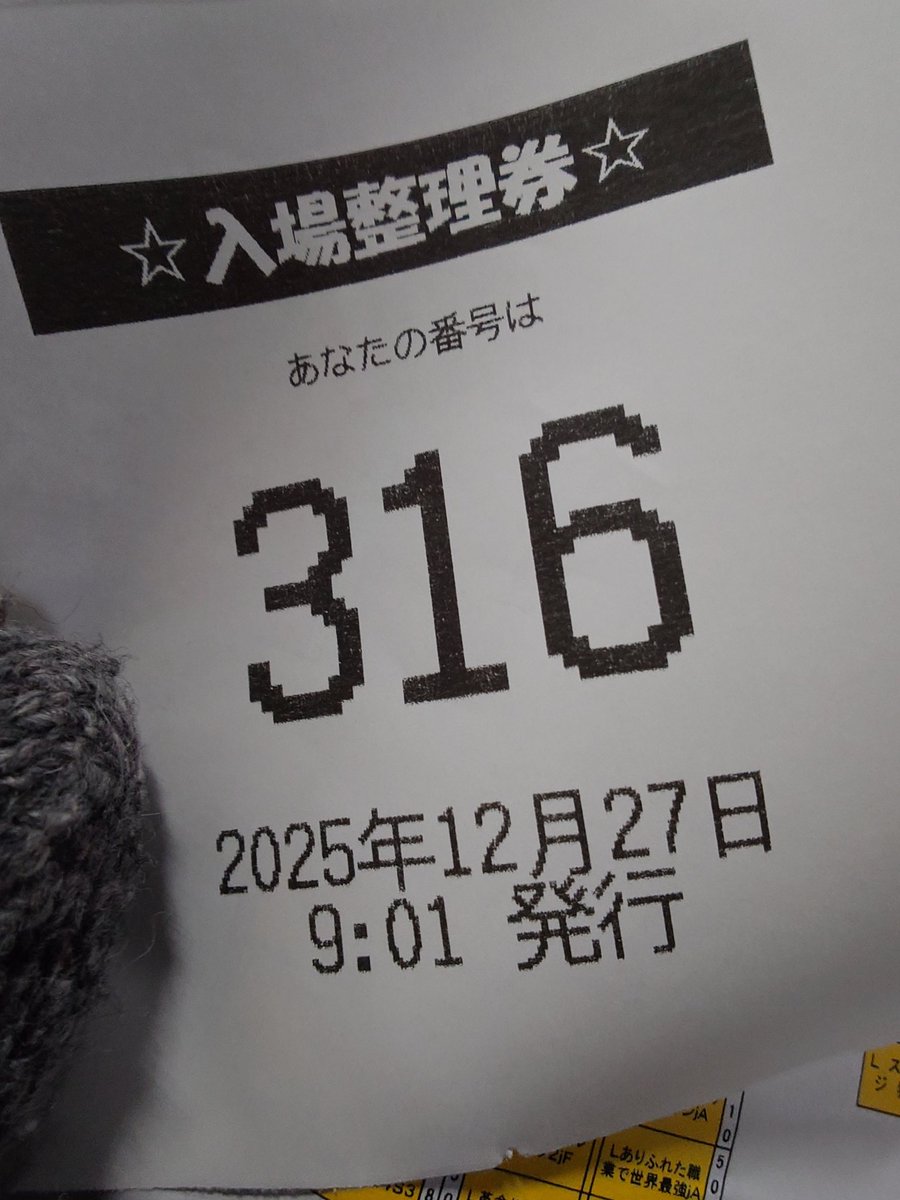 ☆入場整理券☆
あなたの番号は
316
2025年12月27日
9:01 発行
Lありふれた職
業で世界最強jA